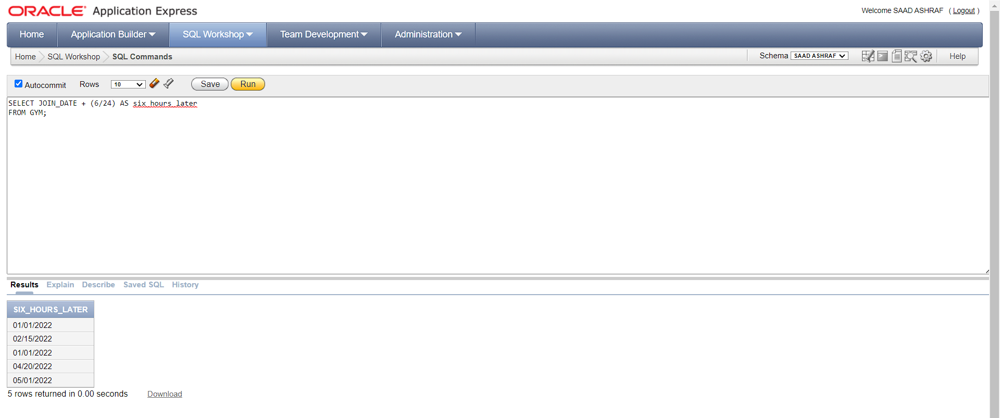 ORACLE® Application Express
Welcome SAAD ASHRAF ( Logout )
Home Application Builder SQL Workshop Team Development Administration
Home SQL Workshop SQL Commands Schema SAAD ASHRAF Help
Autocommit Rows 10 Save Run
SELECT JOIN_DATE + (6/24) AS six_hours_later
FROM GYM;
Results Explain Describe Saved SQL History
SIX_HOURS_LATER
01/01/2022
02/15/2022
01/01/2022
04/20/2022
05/01/2022
5 rows returned in 0.00 seconds Download